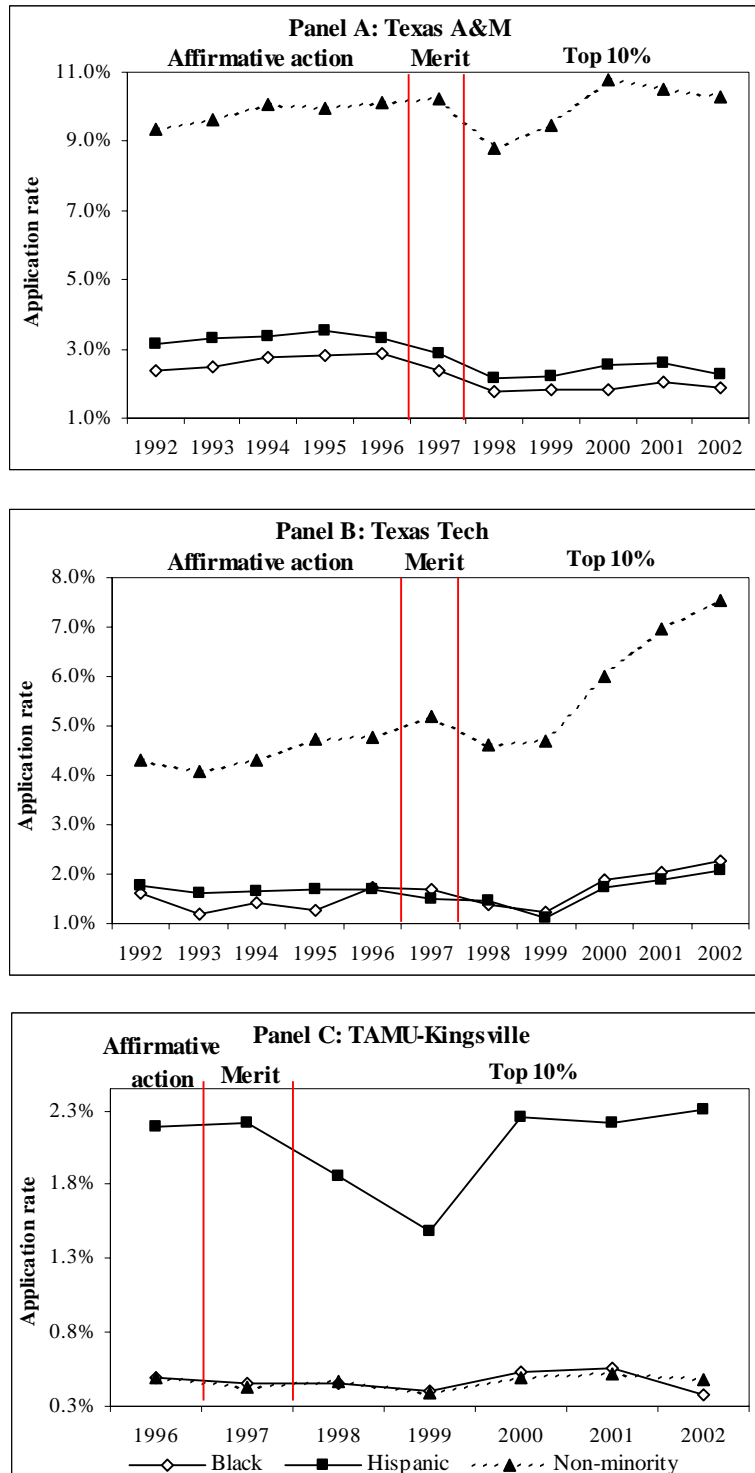 Panel A: Texas A&M
Affirmative action Merit Top 10%
11.0%
9.0%
7.0%
5.0%
3.0%
1.0%
Application rate
1992 1993 1994 1995 1996 1997 1998 1999 2000 2001 2002
Panel B: Texas Tech
Affirmative action Merit Top 10%
8.0%
7.0%
6.0%
5.0%
4.0%
3.0%
2.0%
1.0%
Application rate
1992 1993 1994 1995 1996 1997 1998 1999 2000 2001 2002
Panel C: TAMU-Kingsville
Affirmative
action Merit Top 10%
2.3%
1.8%
1.3%
0.8%
0.3%
Application rate
1996 1997 1998 1999 2000 2001 2002
Black Hispanic Non-minority